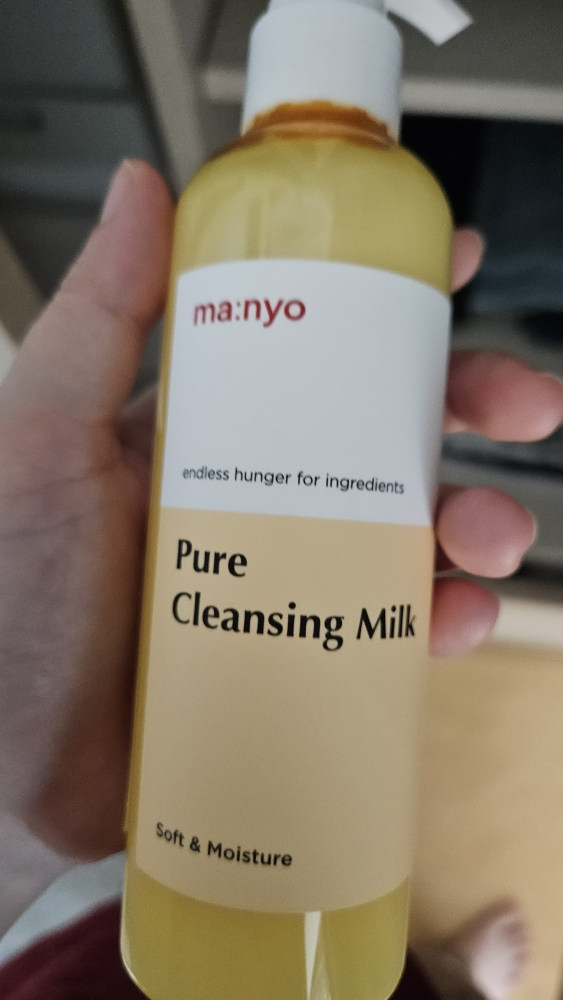 ma:nyo
endless hunger for ingredients
Pure
Cleansing Milk
Soft & Moisture